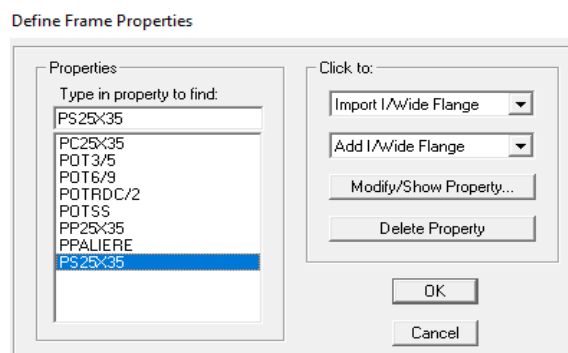 Define Frame Properties
Properties
Type in property to find:
PS25X35
PC25X35
POT3/5
POT6/9
POTRDC/2
POTSS
PP25X35
PPALIERE
PS25X35
Click to:
Import I/Wide Flange
Add I/Wide Flange
Modify/Show Property...
Delete Property
OK
Cancel